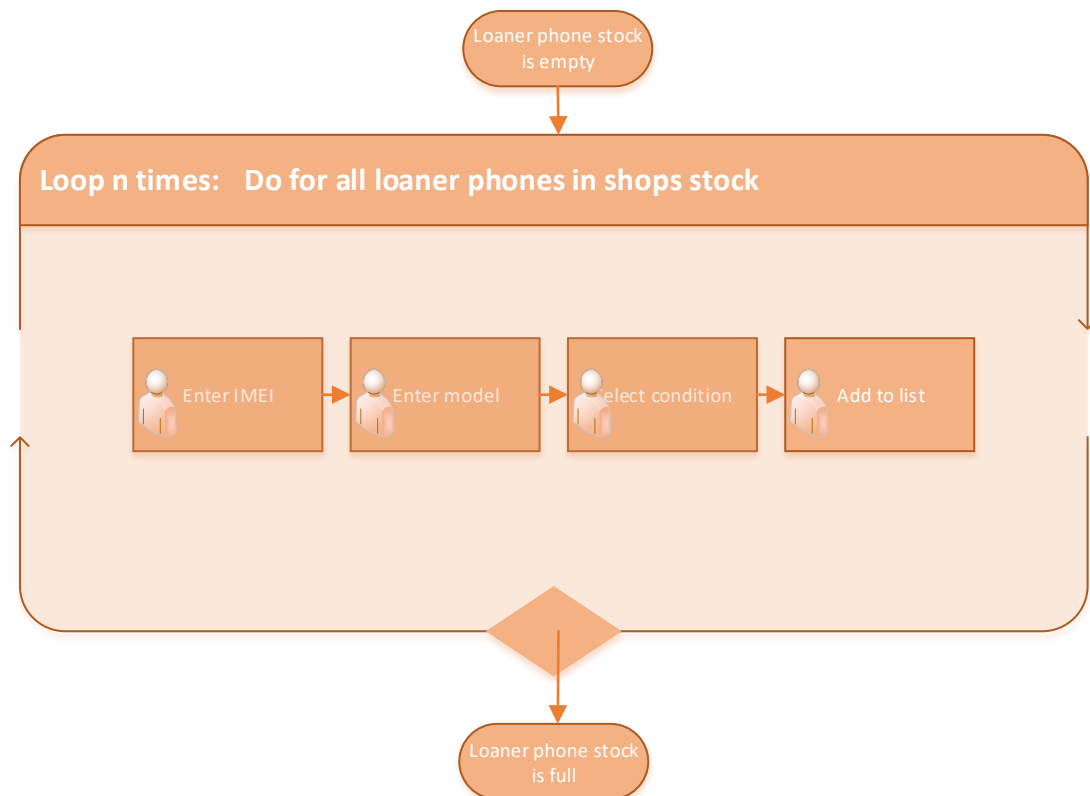 Loaner phone stock
is empty
Loop n times:   Do for all loaner phones in shops stock
Enter IMEI
Enter model
Select condition
Add to list
Loaner phone stock
is full